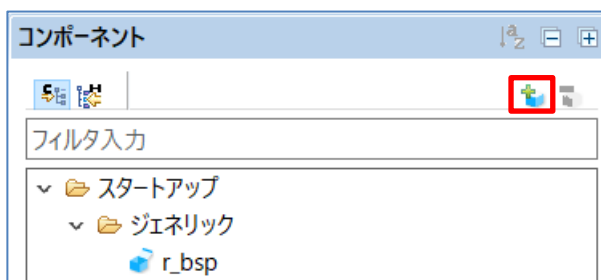 コンポーネント
フィルタ入力
スタートアップ
ジェネリック
r_bsp